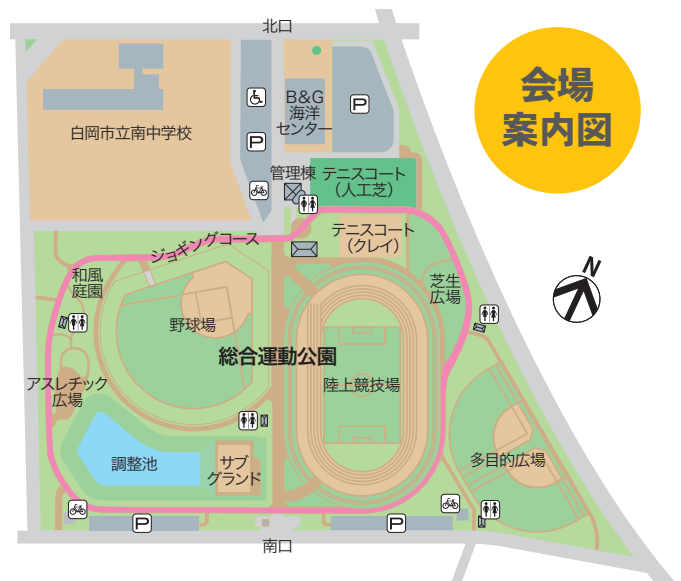 北口
会場
案内図
B&G
海洋
センター
P
P
白岡市立南中学校
管理棟
テニスコート
(人工芝)
テニスコート
(クレイ)
ジョギングコース
N
和風
庭園
芝生
広場
野球場
総合運動公園
陸上競技場
アスレチック
広場
多目的広場
調整池
サブ
グランド
P
P
南口